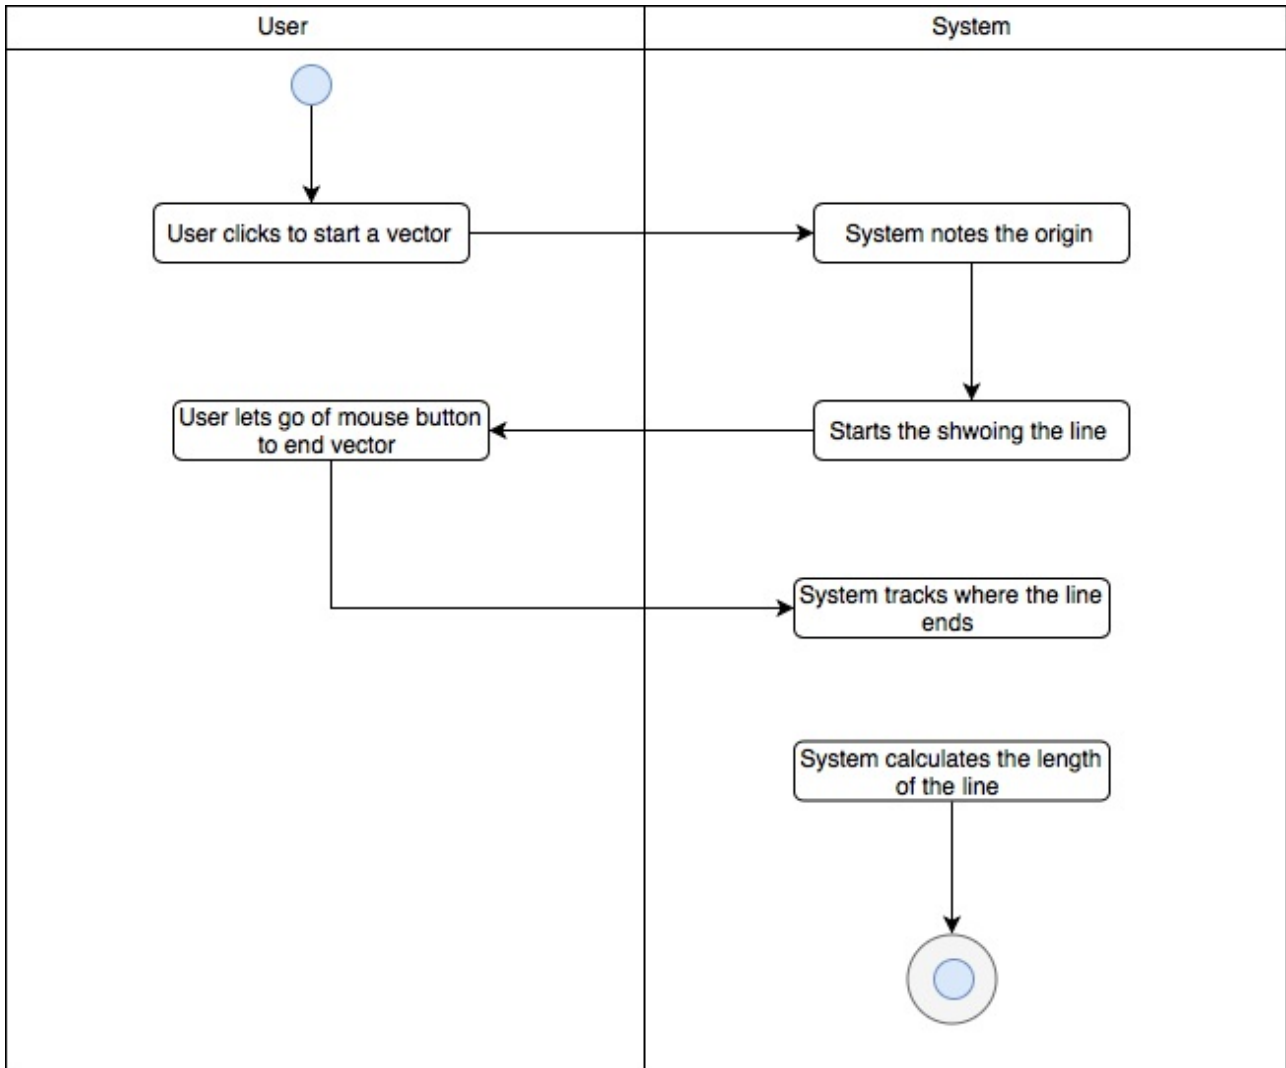 User
System
User clicks to start a vector
System notes the origin
User lets go of mouse button
to end vector
Starts the shwoing the line
System tracks where the line
ends
System calculates the length
of the line